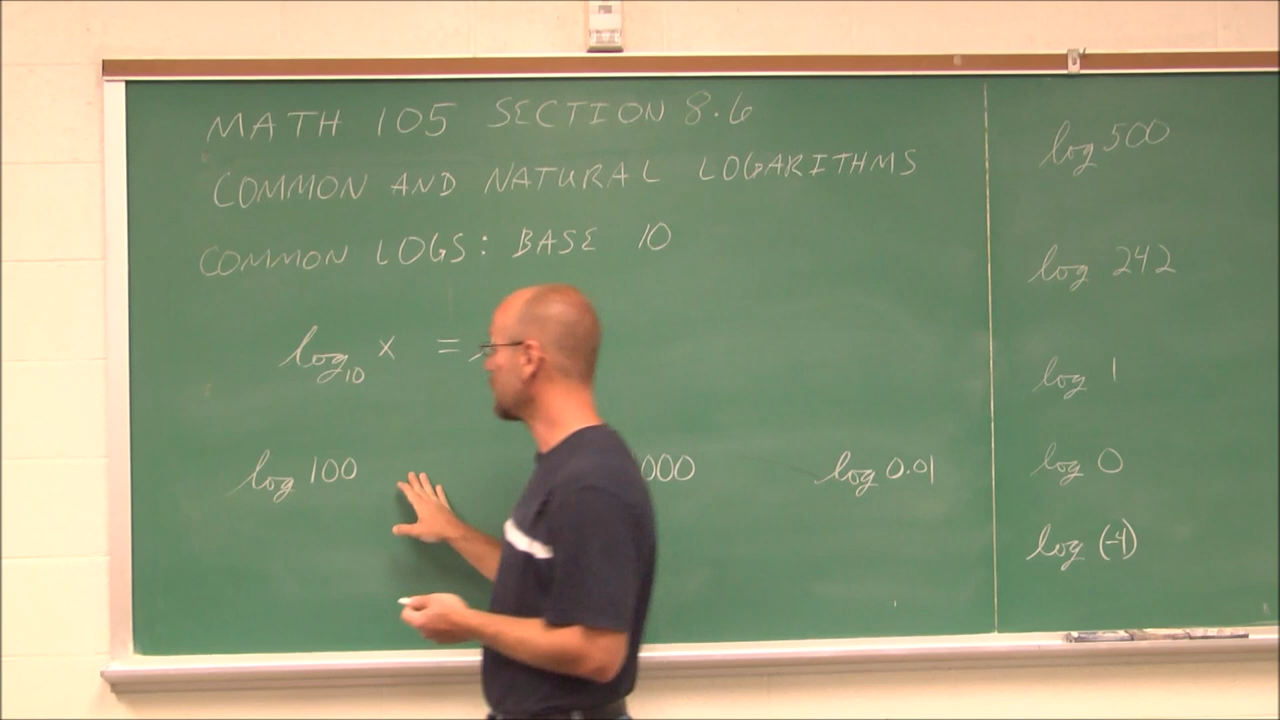 MATH 105 SECTION 8.6
COMMON AND NATURAL LOGARITHMS
COMMON LOGS: BASE 10
log₁₀ x =
log 100
000
log 0.01
log 500
log 242
log 1
log 0
log (-4)